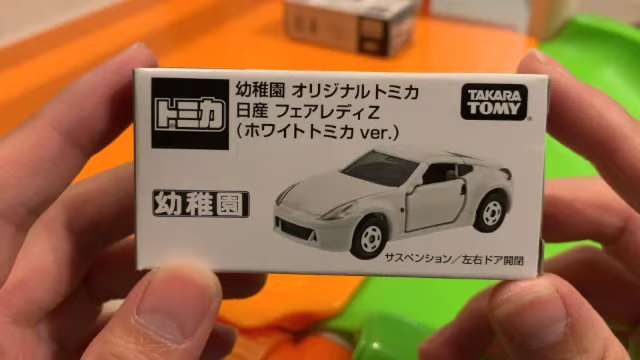 トミカ
幼稚園 オリジナルトミカ
日産 フェアレディZ
(ホワイトトミカ ver.)
TAKARA
TOMY
幼稚園
サスペンション/左右ドア開閉